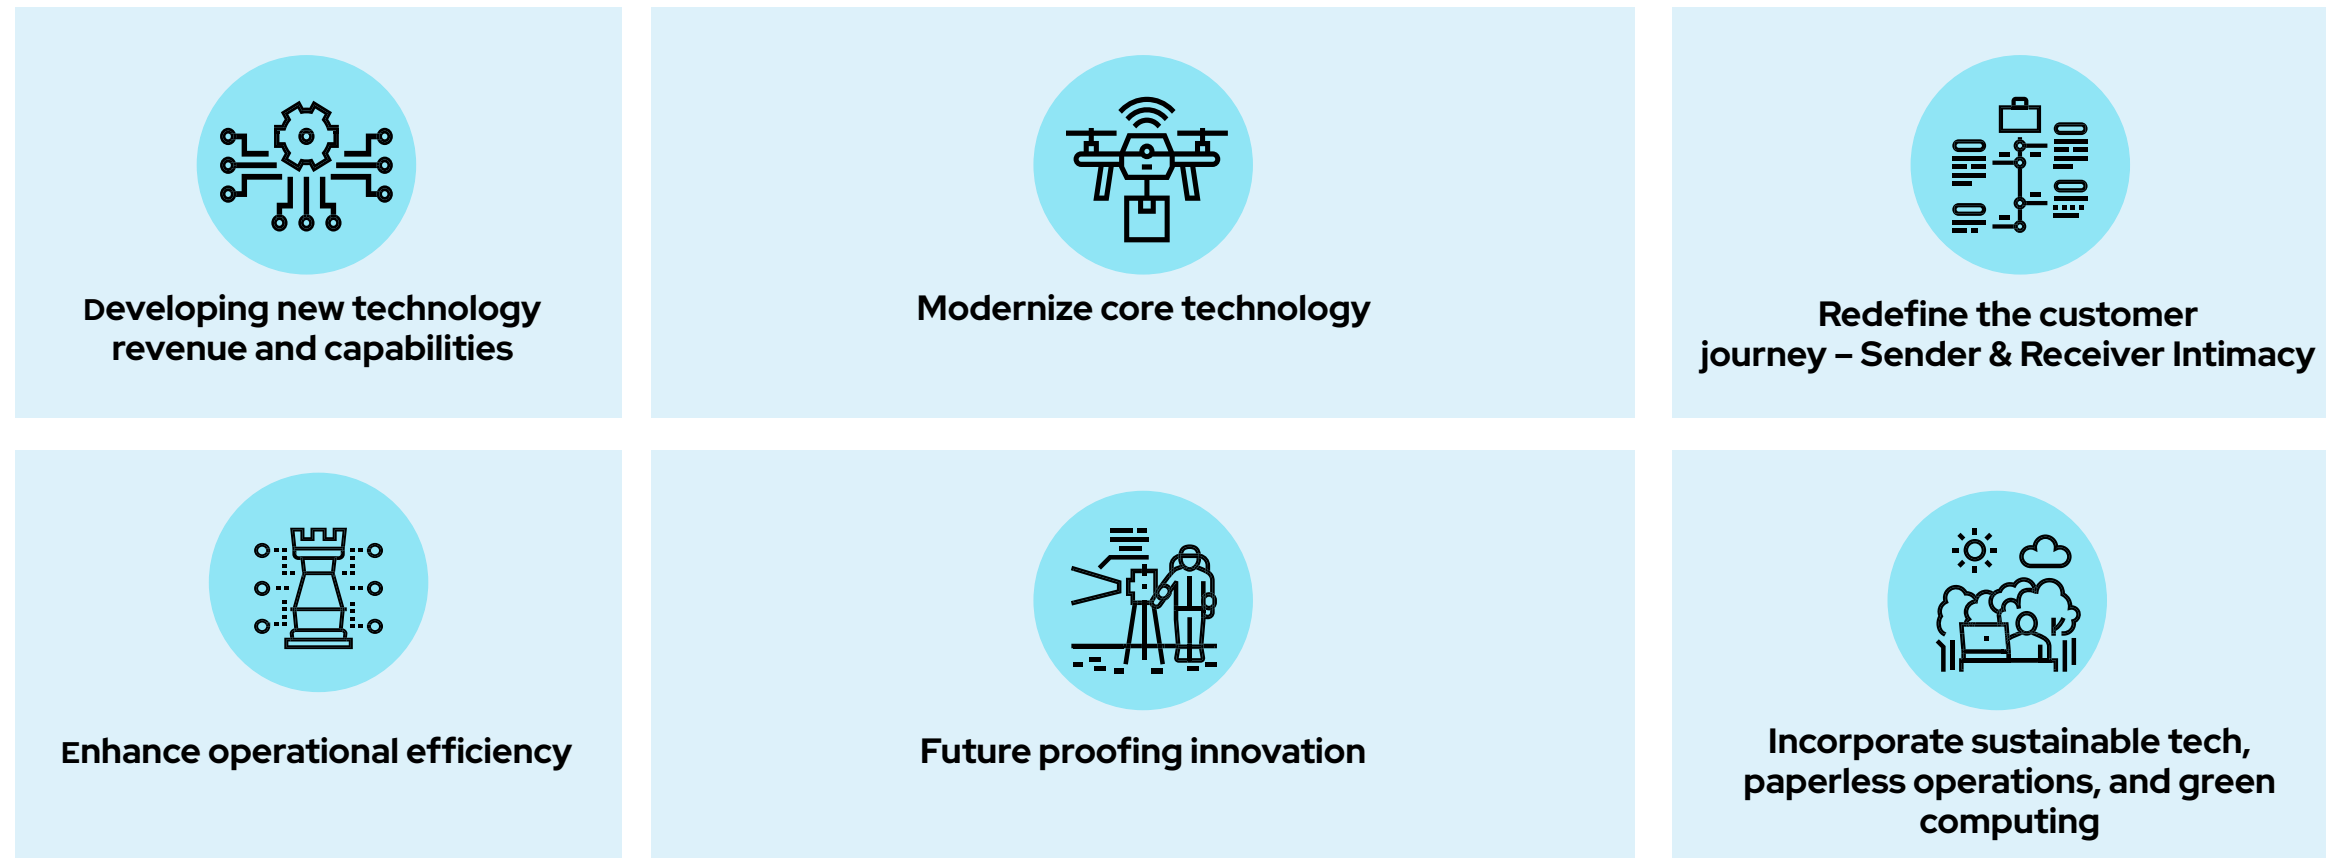 Developing new technology
revenue and capabilities
Modernize core technology
Redefine the customer
journey – Sender & Receiver Intimacy
Enhance operational efficiency
Future proofing innovation
Incorporate sustainable tech,
paperless operations, and green
computing